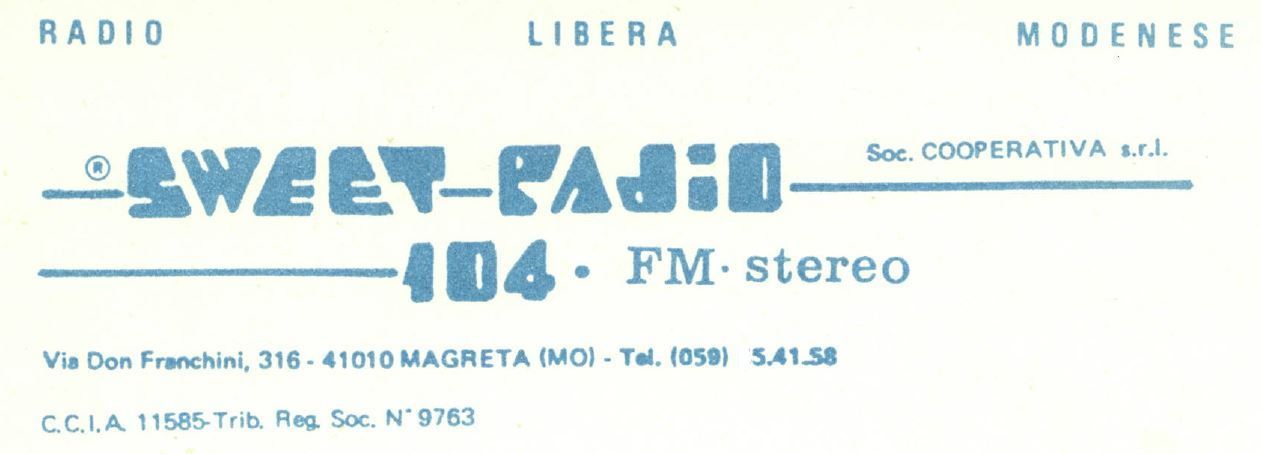 RADIO LIBERA MODENESE
® SWEET-RADiO Soc. COOPERATIVA s.r.l.
104 · FM · stereo
Via Don Franchini, 316 - 41010 MAGRETA (MO) - Tel. (059) 5.41.58
C.C.I.A. 11585-Trib. Reg. Soc. N° 9763